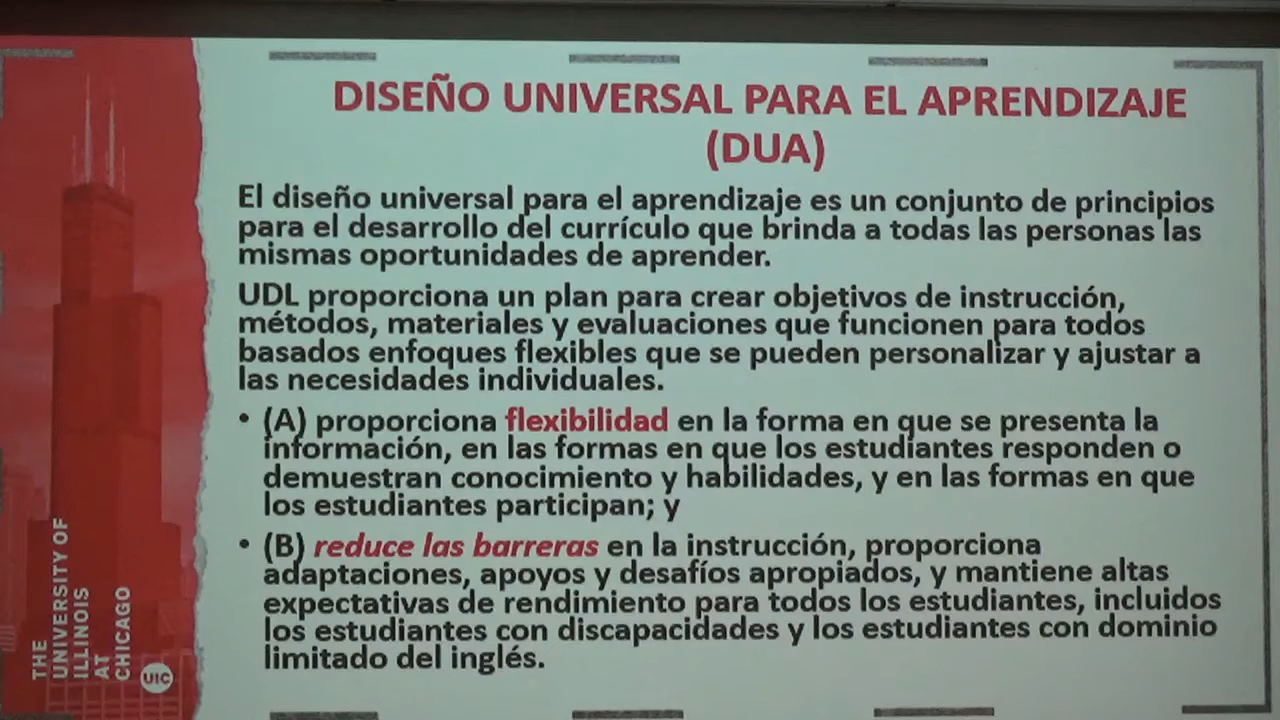 DISEÑO UNIVERSAL PARA EL APRENDIZAJE
(DUA)
El diseño universal para el aprendizaje es un conjunto de principios
para el desarrollo del currículo que brinda a todas las personas las
mismas oportunidades de aprender.
UDL proporciona un plan para crear objetivos de instrucción,
métodos, materiales y evaluaciones que funcionen para todos
basados enfoques flexibles que se pueden personalizar y ajustar a
las necesidades individuales.
• (A) proporciona flexibilidad en la forma en que se presenta la
información, en las formas en que los estudiantes responden o
demuestran conocimiento y habilidades, y en las formas en que
los estudiantes participan; y
• (B) reduce las barreras en la instrucción, proporciona
adaptaciones, apoyos y desafíos apropiados, y mantiene altas
expectativas de rendimiento para todos los estudiantes, incluidos
los estudiantes con discapacidades y los estudiantes con dominio
limitado del inglés.
THE
UNIVERSITY OF
ILLINOIS
AT
CHICAGO
UIC